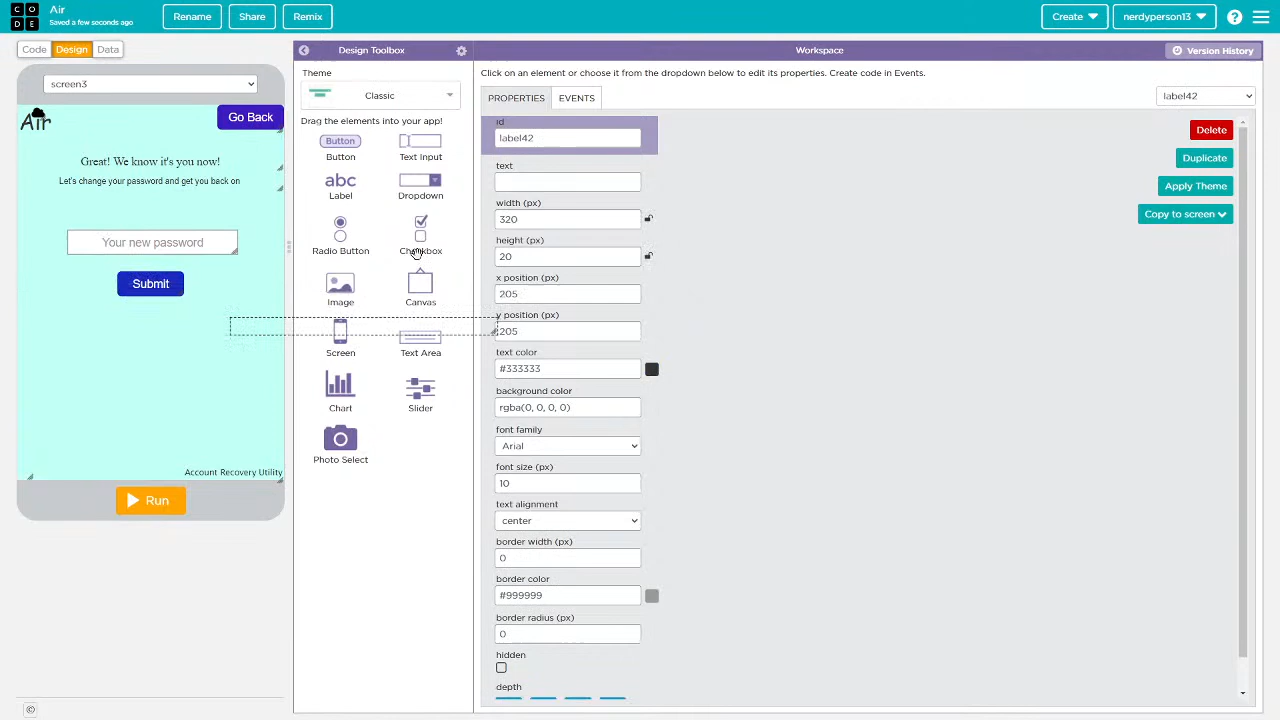 CODE
Air
Saved a few seconds ago
Rename
Share
Remix
Create
nerdyperson13
?
Code
Design
Data
Design Toolbox
Workspace
Version History
screen3
Air
Go Back
Great! We know it's you now!
Let's change your password and get you back on
Your new password
Submit
Account Recovery Utility
Run
Theme
Classic
Drag the elements into your app!
Button
Button
Text Input
abc
Label
Dropdown
Radio Button
Checkbox
Image
Canvas
Screen
Text Area
Chart
Slider
Photo Select
Click on an element or choose it from the dropdown below to edit its properties. Create code in Events.
PROPERTIES
EVENTS
label42
id
label42
Delete
text
Duplicate
Apply Theme
width (px)
320
Copy to screen
height (px)
20
x position (px)
205
y position (px)
205
text color
#333333
background color
rgba(0, 0, 0, 0)
font family
Arial
font size (px)
10
text alignment
center
border width (px)
0
border color
#999999
border radius (px)
0
hidden
depth
©